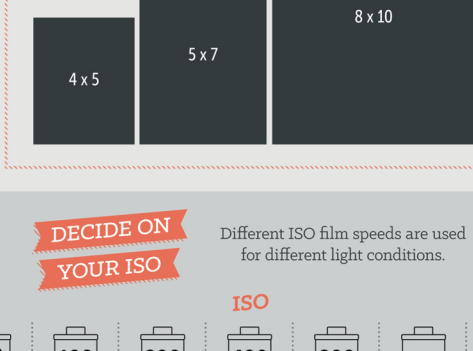 8 x 10
5 x 7
4 x 5
DECIDE ON
YOUR ISO
Different ISO film speeds are used
for different light conditions.
ISO